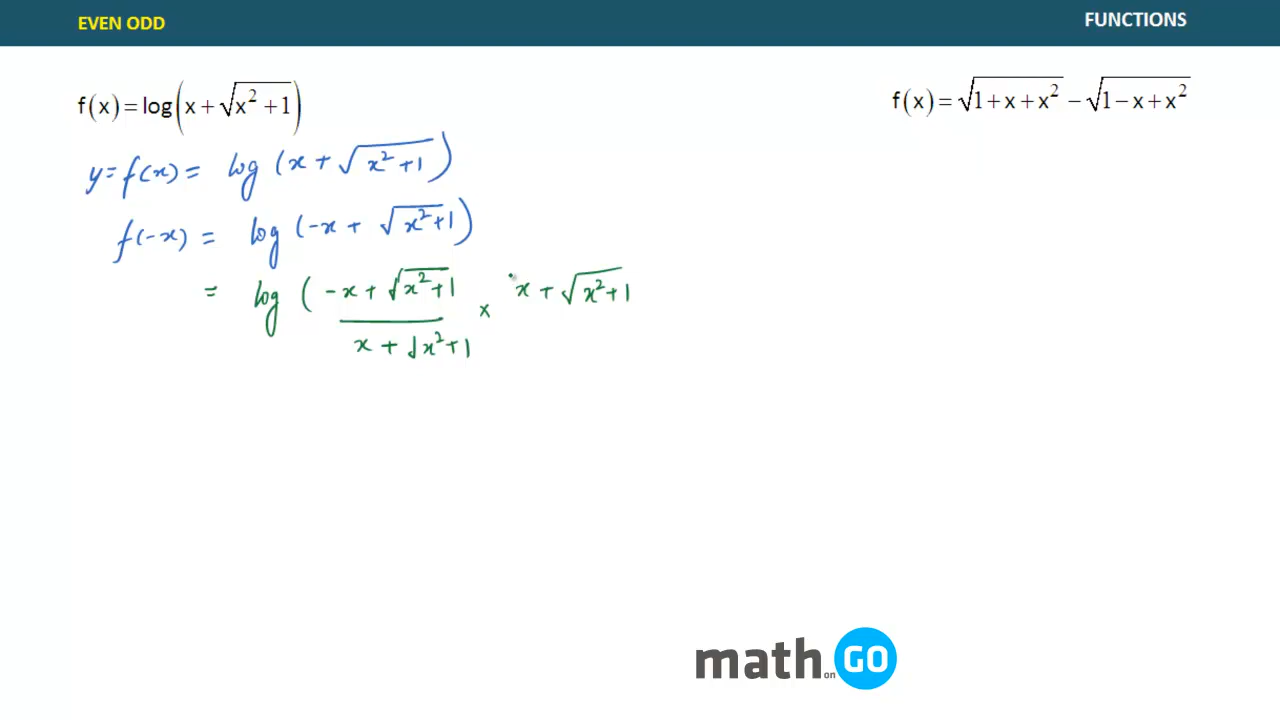 EVEN ODD
FUNCTIONS
f(x)=log(x+√x²+1)
y=f(x)= log(x+√x²+1)
f(-x) = log(-x+√x²+1)
= log(-x+√x²+1 × x+√x²+1
x+√x²+1
f(x)=√1+x+x²−√1−x+x²
math on GO